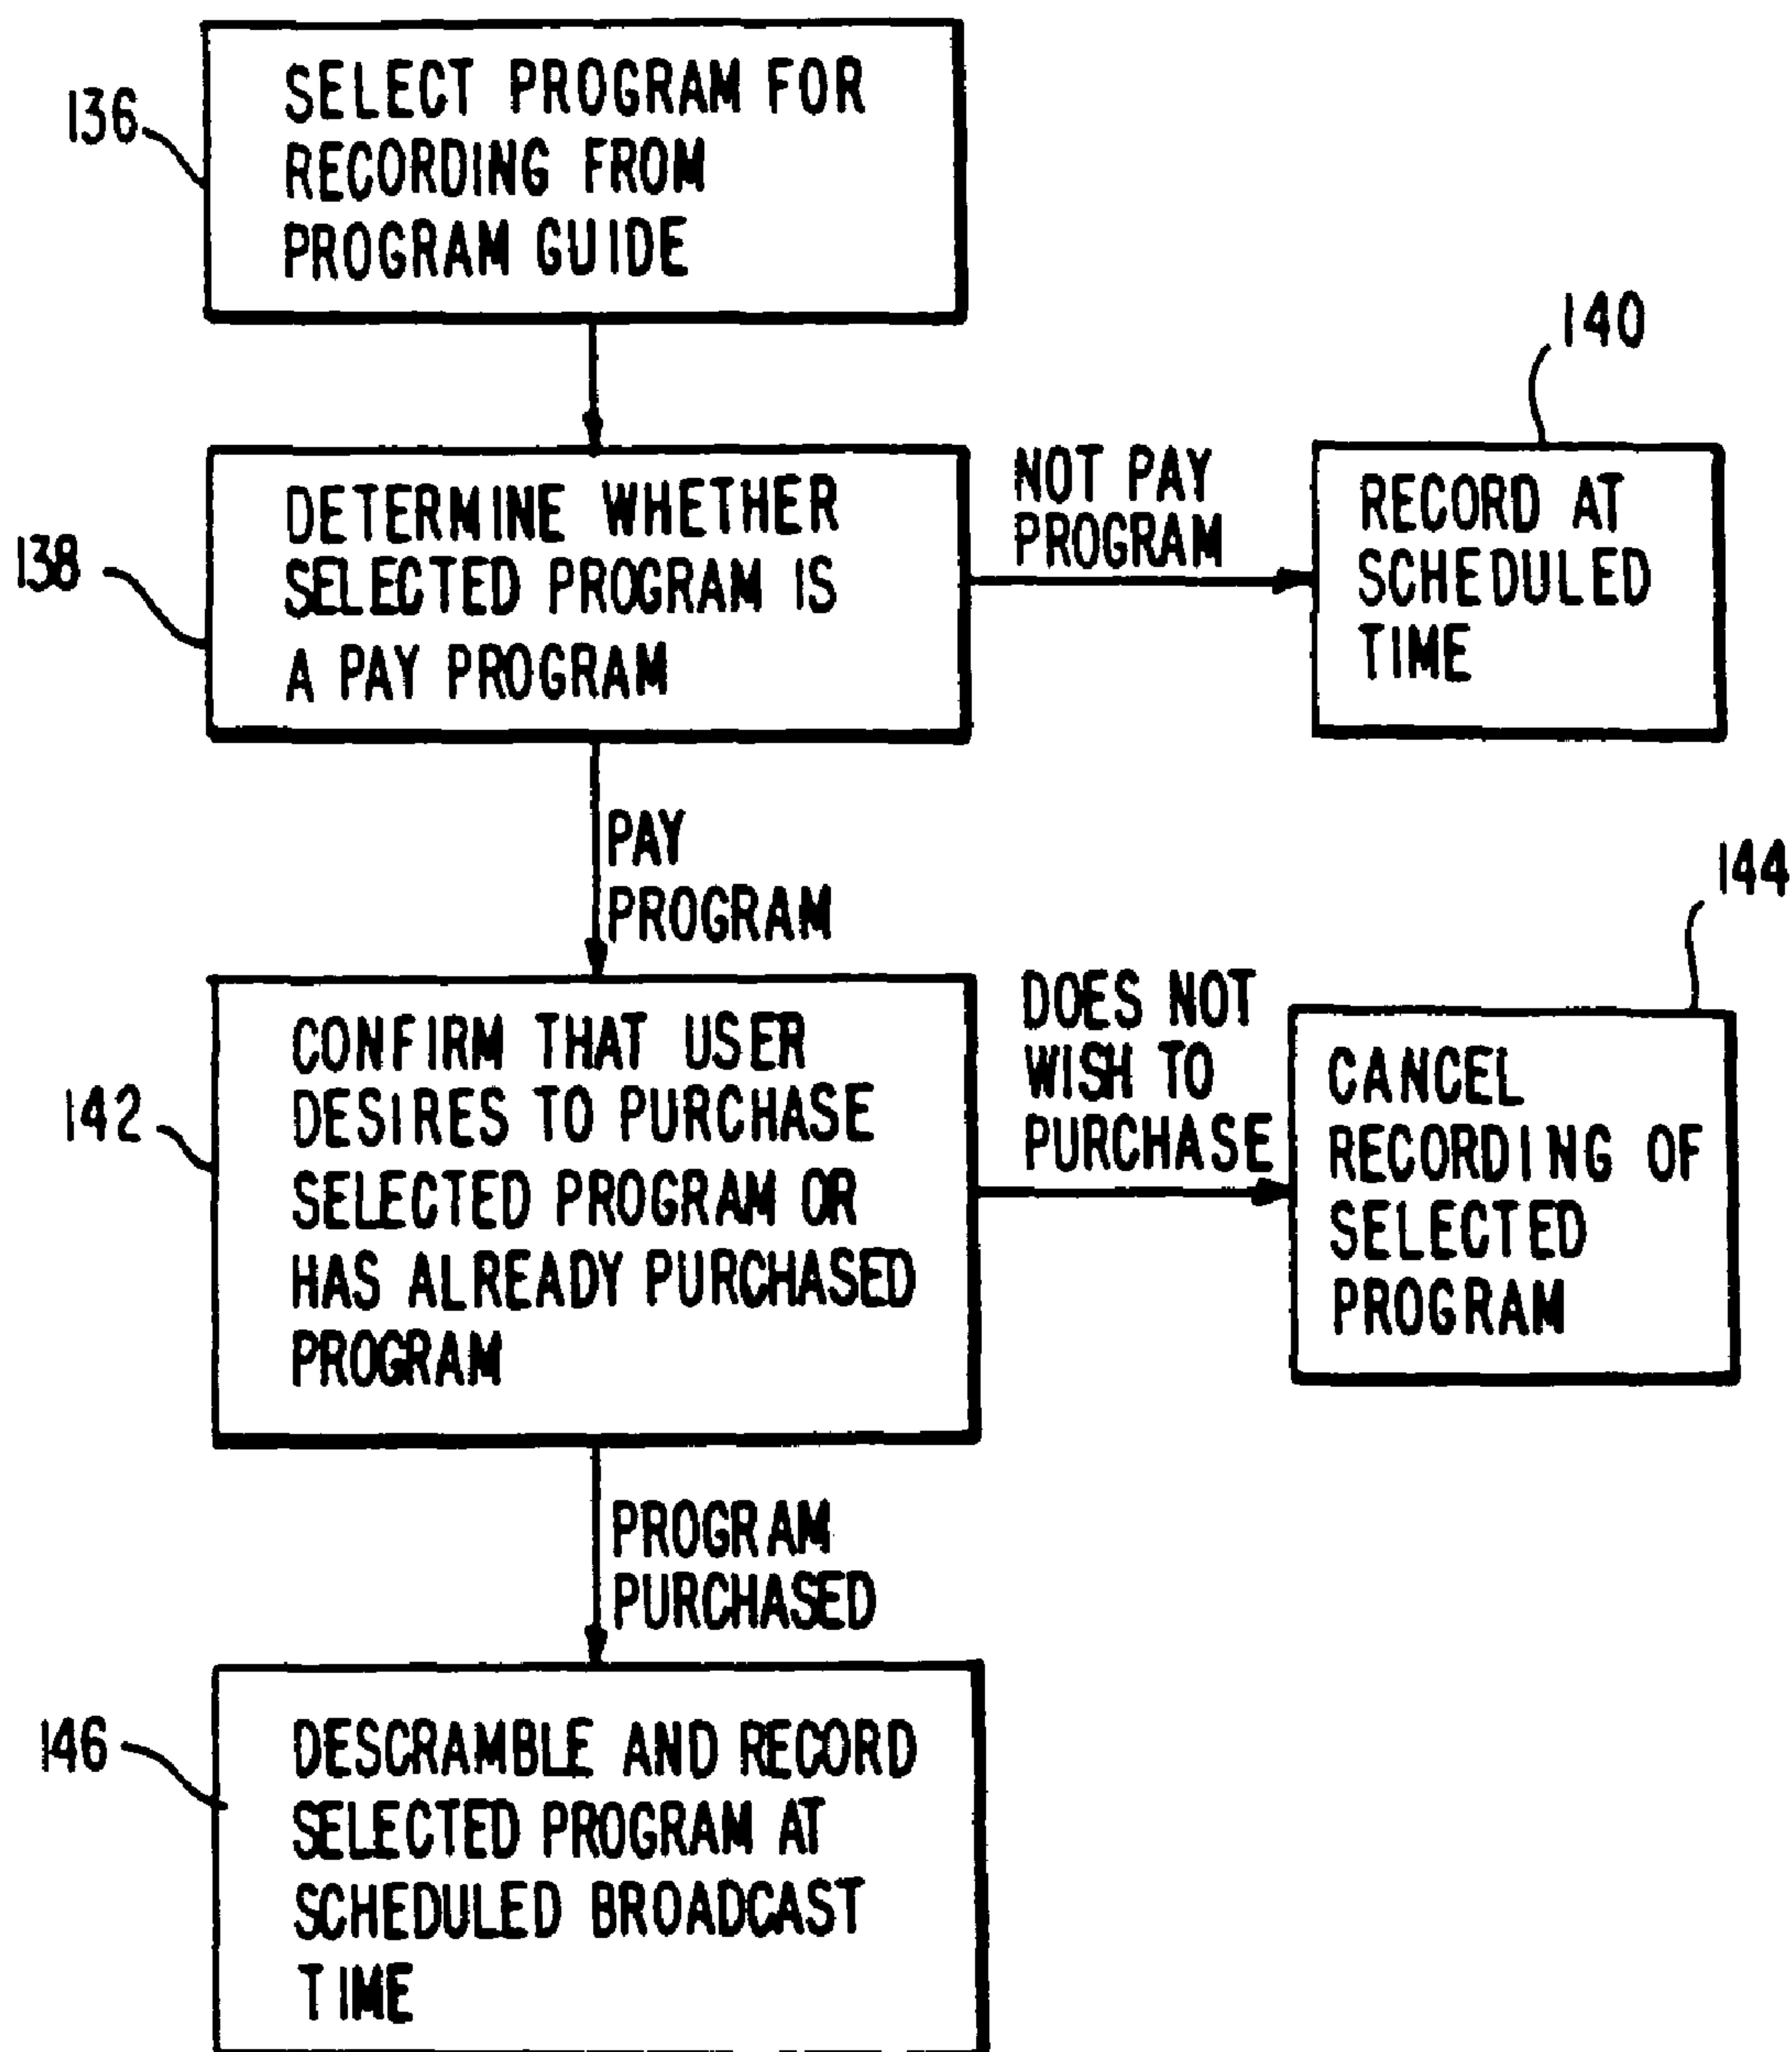 136
SELECT PROGRAM FOR
RECORDING FROM
PROGRAM GUIDE
138
DETERMINE WHETHER
SELECTED PROGRAM IS
A PAY PROGRAM
NOT PAY
PROGRAM
140
RECORD AT
SCHEDULED
TIME
PAY
PROGRAM
142
CONFIRM THAT USER
DESIRES TO PURCHASE
SELECTED PROGRAM OR
HAS ALREADY PURCHASED
PROGRAM
DOES NOT
WISH TO
PURCHASE
144
CANCEL
RECORDING OF
SELECTED
PROGRAM
PROGRAM
PURCHASED
146
DESCRAMBLE AND RECORD
SELECTED PROGRAM AT
SCHEDULED BROADCAST
TIME